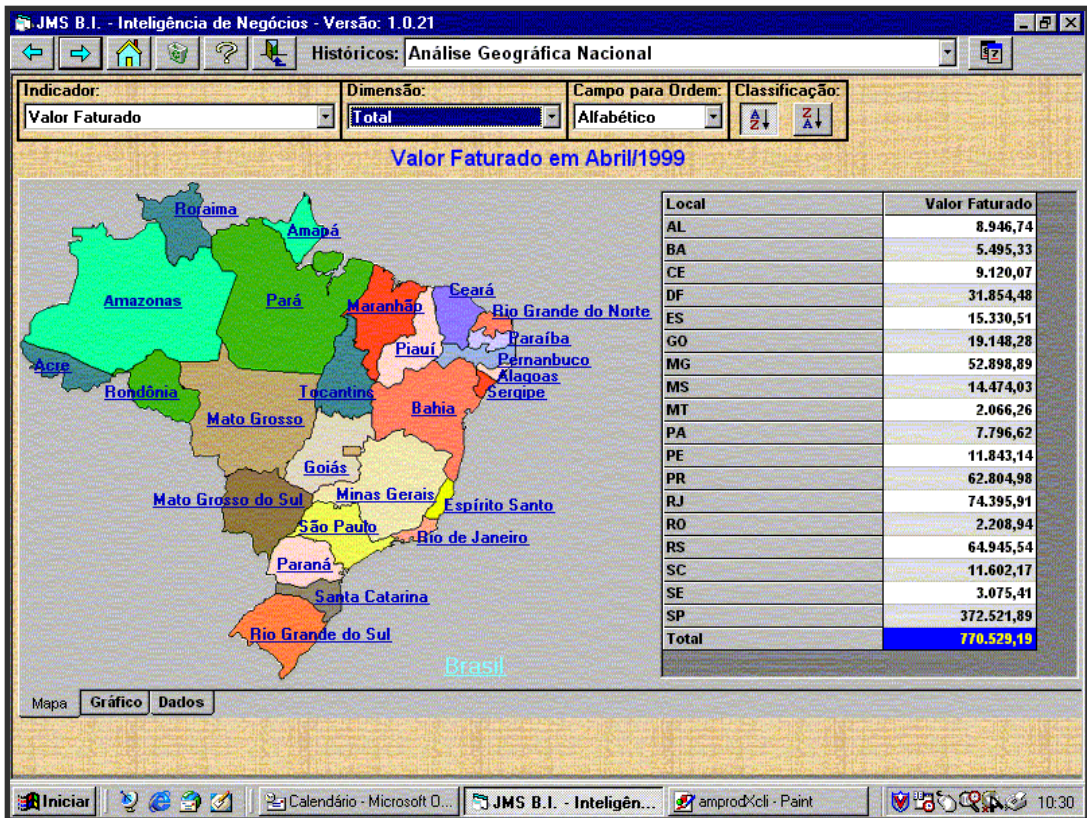 JMS B.I. - Inteligência de Negócios - Versão: 1.0.21
Históricos: Análise Geográfica Nacional
Indicador: Dimensão: Campo para Ordem: Classificação:
Valor Faturado Total Alfabético
Valor Faturado em Abril/1999
Roraima
Amapá
Amazonas
Pará
Maranhão
Ceará
Rio Grande do Norte
Paraíba
Piauí
Pernambuco
Alagoas
Sergipe
Acre
Rondônia
Tocantins
Bahia
Mato Grosso
Goiás
Mato Grosso do Sul
Minas Gerais
Espírito Santo
São Paulo
Rio de Janeiro
Paraná
Santa Catarina
Rio Grande do Sul
Brasil
Local Valor Faturado
AL 8.946,74
BA 5.495,33
CE 9.120,07
DF 31.854,48
ES 15.330,51
GO 19.148,28
MG 52.898,89
MS 14.474,03
MT 2.066,26
PA 7.796,62
PE 11.843,14
PR 62.804,98
RJ 74.395,91
RO 2.208,94
RS 64.945,54
SC 11.602,17
SE 3.075,41
SP 372.521,89
Total 770.529,19
Mapa Gráfico Dados
Iniciar Calendário - Microsoft O... JMS B.I. - Inteligên... amprodXcli - Paint 10:30